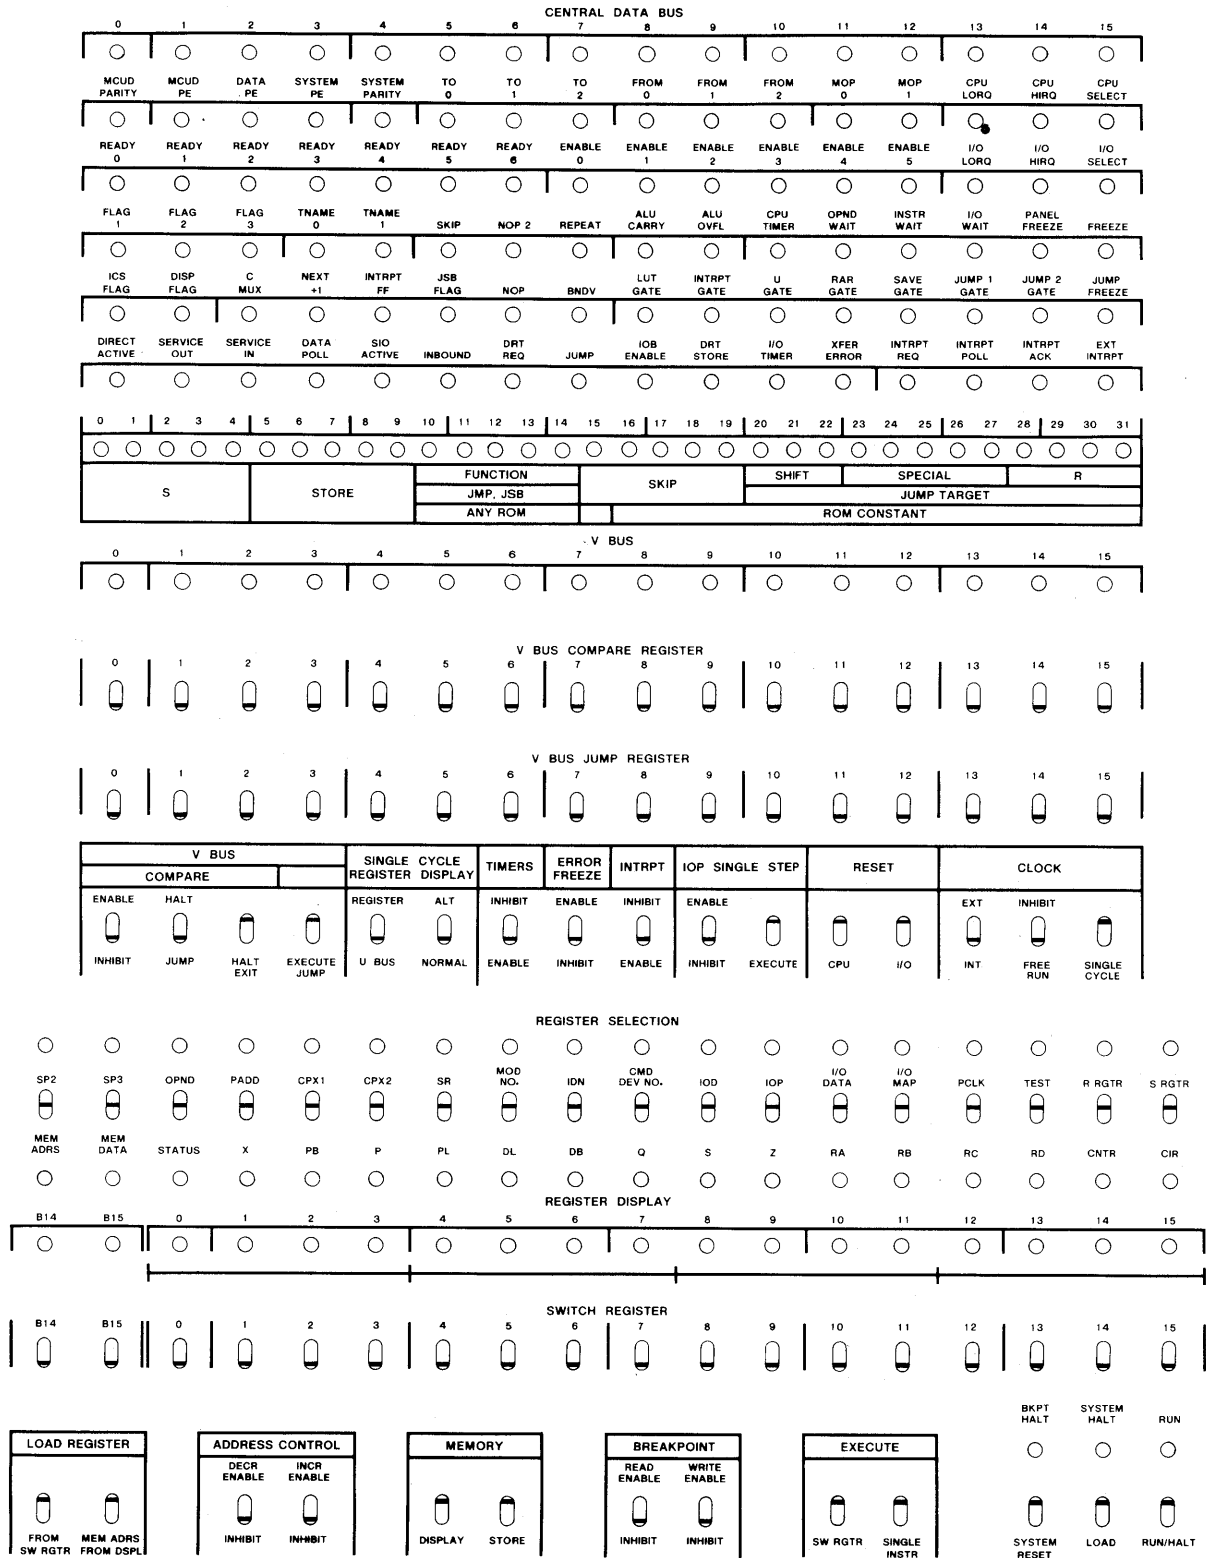 CENTRAL DATA BUS
0 1 2 3 4 5 6 7 8 9 10 11 12 13 14 15
MCUD MCUD DATA SYSTEM SYSTEM TO TO TO FROM FROM FROM MOP MOP CPU CPU CPU
PARITY PE PE PE PARITY 0 1 2 0 1 2 0 1 LORQ HIRQ SELECT
READY READY READY READY READY READY READY ENABLE ENABLE ENABLE ENABLE ENABLE ENABLE I/O I/O I/O
0 1 2 3 4 5 6 0 1 2 3 4 5 LORQ HIRQ SELECT
FLAG FLAG FLAG TNAME TNAME ALU ALU CPU OPND INSTR I/O PANEL
1 2 3 0 1 SKIP NOP 2 REPEAT CARRY OVFL TIMER WAIT WAIT WAIT FREEZE FREEZE
ICS DISP C NEXT INTRPT JSB LUT INTRPT U RAR SAVE JUMP 1 JUMP 2 JUMP
FLAG FLAG MUX +1 FF FLAG NOP BNDV GATE GATE GATE GATE GATE GATE GATE FREEZE
DIRECT SERVICE SERVICE DATA SIO DRT IOB DRT I/O XFER INTRPT INTRPT INTRPT EXT
ACTIVE OUT IN POLL ACTIVE INBOUND REQ JUMP ENABLE STORE TIMER ERROR REQ POLL ACK INTRPT
0 1 2 3 4 5 6 7 8 9 10 11 12 13 14 15 16 17 18 19 20 21 22 23 24 25 26 27 28 29 30 31
S STORE FUNCTION SKIP SHIFT SPECIAL R
JMP, JSB JUMP TARGET
ANY ROM ROM CONSTANT
V BUS
0 1 2 3 4 5 6 7 8 9 10 11 12 13 14 15
V BUS COMPARE REGISTER
0 1 2 3 4 5 6 7 8 9 10 11 12 13 14 15
V BUS JUMP REGISTER
0 1 2 3 4 5 6 7 8 9 10 11 12 13 14 15
V BUS SINGLE CYCLE REGISTER DISPLAY TIMERS ERROR FREEZE INTRPT IOP SINGLE STEP RESET CLOCK
COMPARE
ENABLE HALT REGISTER ALT INHIBIT ENABLE INHIBIT ENABLE EXT INHIBIT
INHIBIT JUMP HALT EXIT EXECUTE JUMP U BUS NORMAL ENABLE INHIBIT ENABLE INHIBIT EXECUTE CPU I/O INT FREE RUN SINGLE CYCLE
REGISTER SELECTION
SP2 SP3 OPND PADD CPX1 CPX2 SR MOD NO. IDN CMD DEV NO. IOD IOP I/O DATA I/O MAP PCLK TEST R RGTR S RGTR
MEM ADRS MEM DATA STATUS X PB P PL DL DB Q S Z RA RB RC RD CNTR CIR
REGISTER DISPLAY
B14 B15 0 1 2 3 4 5 6 7 8 9 10 11 12 13 14 15
SWITCH REGISTER
B14 B15 0 1 2 3 4 5 6 7 8 9 10 11 12 13 14 15
BKPT HALT SYSTEM HALT RUN
LOAD REGISTER ADDRESS CONTROL MEMORY BREAKPOINT EXECUTE
DECR ENABLE INCR ENABLE READ ENABLE WRITE ENABLE
FROM SW RGTR MEM ADRS FROM DSPL INHIBIT INHIBIT DISPLAY STORE INHIBIT INHIBIT SW RGTR SINGLE INSTR SYSTEM RESET LOAD RUN/HALT